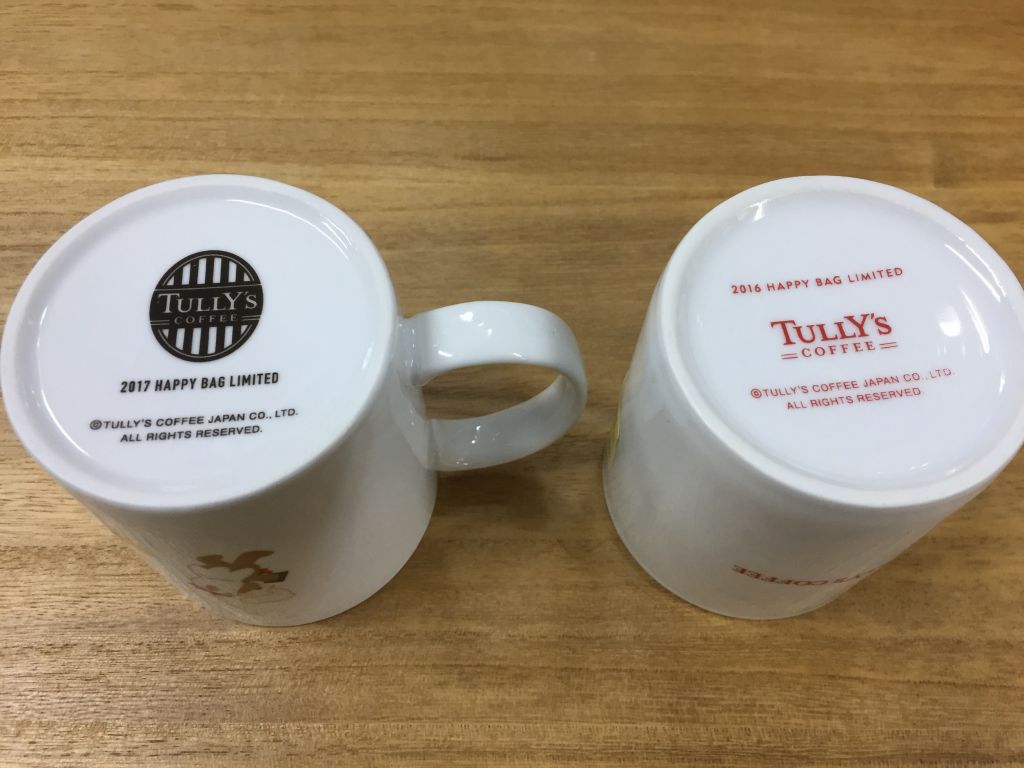 TULLY'S
COFFEE
2017 HAPPY BAG LIMITED
©TULLY'S COFFEE JAPAN CO., LTD.
ALL RIGHTS RESERVED.
2016 HAPPY BAG LIMITED
TULLY'S
COFFEE
©TULLY'S COFFEE JAPAN CO., LTD.
ALL RIGHTS RESERVED.
COFFEE